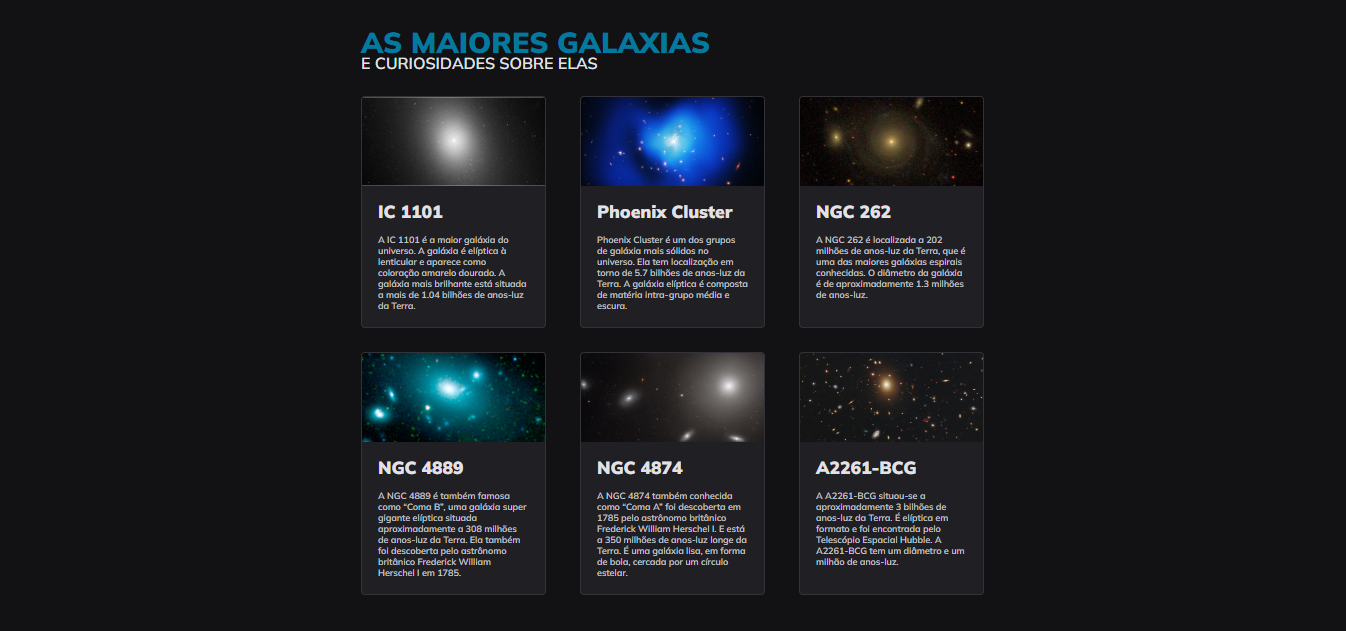 AS MAIORES GALAXIAS
E CURIOSIDADES SOBRE ELAS
IC 1101
A IC 1101 é a maior galáxia do
universo. A galáxia é elíptica à
lenticular e aparece como
coloração amarelo dourado. A
galáxia mais brilhante está situada
a mais de 1.04 bilhões de anos-luz
da Terra.
Phoenix Cluster
Phoenix Cluster é um dos grupos
de galáxia mais sólidos no
universo. Ela tem localização em
torno de 5.7 bilhões de anos-luz da
Terra. A galáxia elíptica é composta
de matéria intra-grupo média e
escura.
NGC 262
A NGC 262 é localizada a 202
milhões de anos-luz da Terra, que é
uma das maiores galáxias espirais
conhecidas. O diâmetro da galáxia
é de aproximadamente 1.3 milhões
de anos-luz.
NGC 4889
A NGC 4889 é também famosa
como “Coma B”, uma galáxia super
gigante elíptica situada
aproximadamente a 308 milhões
de anos-luz da Terra. Ela também
foi descoberta pelo astrônomo
britânico Frederick William
Herschel I em 1785.
NGC 4874
A NGC 4874 também conhecida
como “Coma A” foi descoberta em
1785 pelo astrônomo britânico
Frederick William Herschel I. E está
a 350 milhões de anos-luz longe da
Terra. É uma galáxia lisa, em forma
de bola, cercada por um círculo
estelar.
A2261-BCG
A A2261-BCG situou-se a
aproximadamente 3 bilhões de
anos-luz da Terra. É elíptica em
formato e foi encontrada pelo
Telescópio Espacial Hubble. A
A2261-BCG tem um diâmetro e um
milhão de anos-luz.